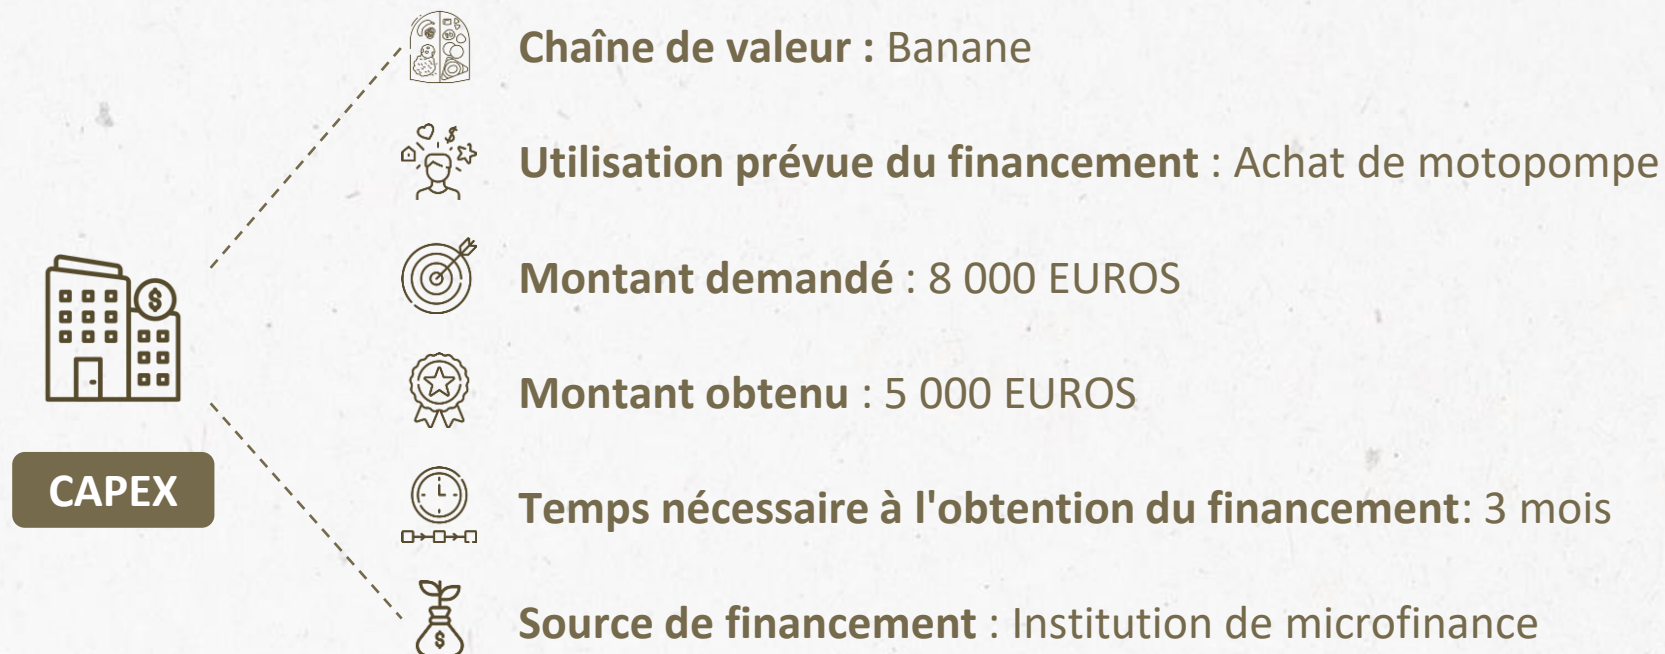 Chaîne de valeur : Banane
Utilisation prévue du financement : Achat de motopompe
Montant demandé : 8 000 EUROS
Montant obtenu : 5 000 EUROS
CAPEX
Temps nécessaire à l'obtention du financement: 3 mois
Source de financement : Institution de microfinance